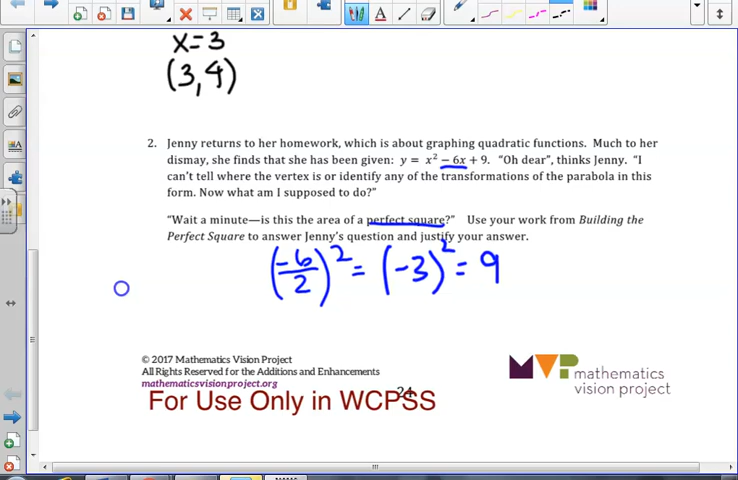 x=3
(3,4)
2. Jenny returns to her homework, which is about graphing quadratic functions. Much to her
dismay, she finds that she has been given: y = x² − 6x + 9. “Oh dear”, thinks Jenny. “I
can’t tell where the vertex is or identify any of the transformations of the parabola in this
form. Now what am I supposed to do?”
“Wait a minute—is this the area of a perfect square?” Use your work from Building the
Perfect Square to answer Jenny’s question and justify your answer.
(-6/2)² = (-3)² = 9
© 2017 Mathematics Vision Project
All Rights Reserved for the Additions and Enhancements
mathematicsvisionproject.org
MVP mathematics
vision project
24
For Use Only in WCPSS